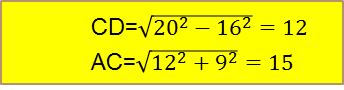 CD=√20² − 16² = 12
AC=√12² + 9² = 15